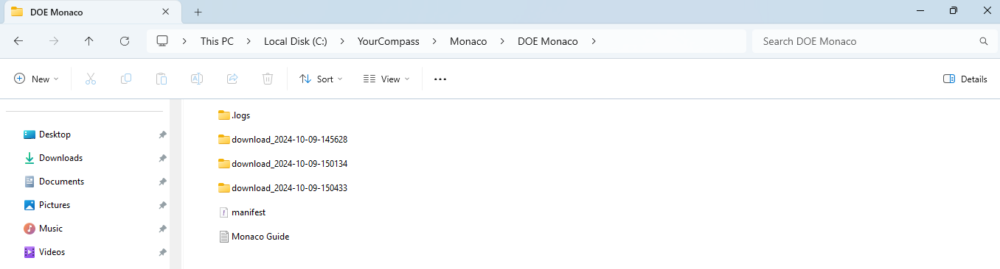 DOE Monaco
This PC > Local Disk (C:) > YourCompass > Monaco > DOE Monaco >
Search DOE Monaco
New
Sort
View
Details
Desktop
Downloads
Documents
Pictures
Music
Videos
.logs
download_2024-10-09-145628
download_2024-10-09-150134
download_2024-10-09-150433
manifest
Monaco Guide